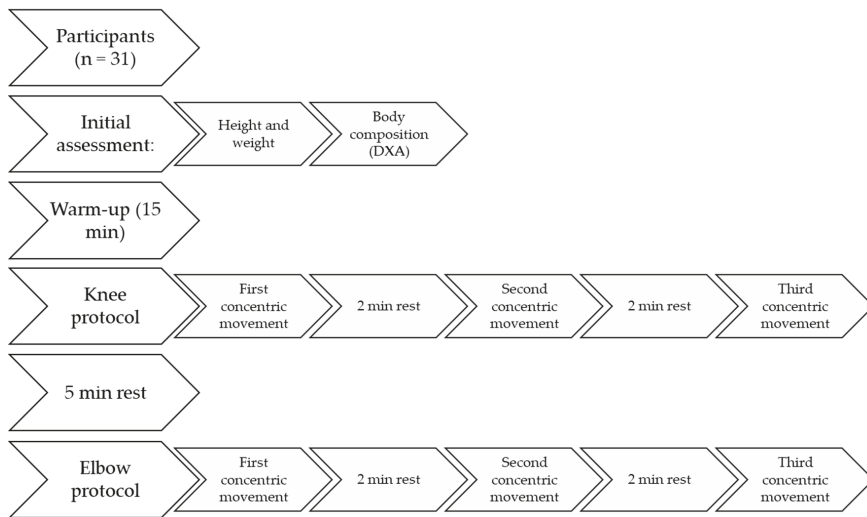 Participants
(n = 31)
Initial
assessment:
Height and
weight
Body
composition
(DXA)
Warm-up (15
min)
Knee
protocol
First
concentric
movement
2 min rest
Second
concentric
movement
2 min rest
Third
concentric
movement
5 min rest
Elbow
protocol
First
concentric
movement
2 min rest
Second
concentric
movement
2 min rest
Third
concentric
movement